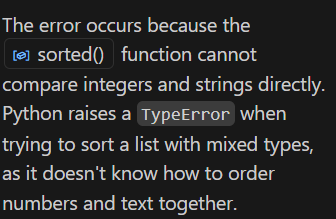 The error occurs because the
sorted() function cannot
compare integers and strings directly.
Python raises a TypeError when
trying to sort a list with mixed types,
as it doesn't know how to order
numbers and text together.